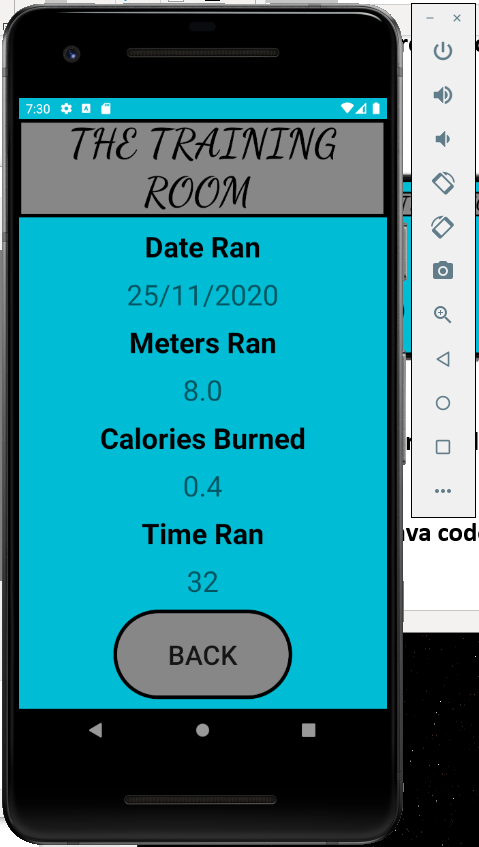 7:30
THE TRAINING
ROOM
Date Ran
25/11/2020
Meters Ran
8.0
Calories Burned
0.4
Time Ran
32
BACK